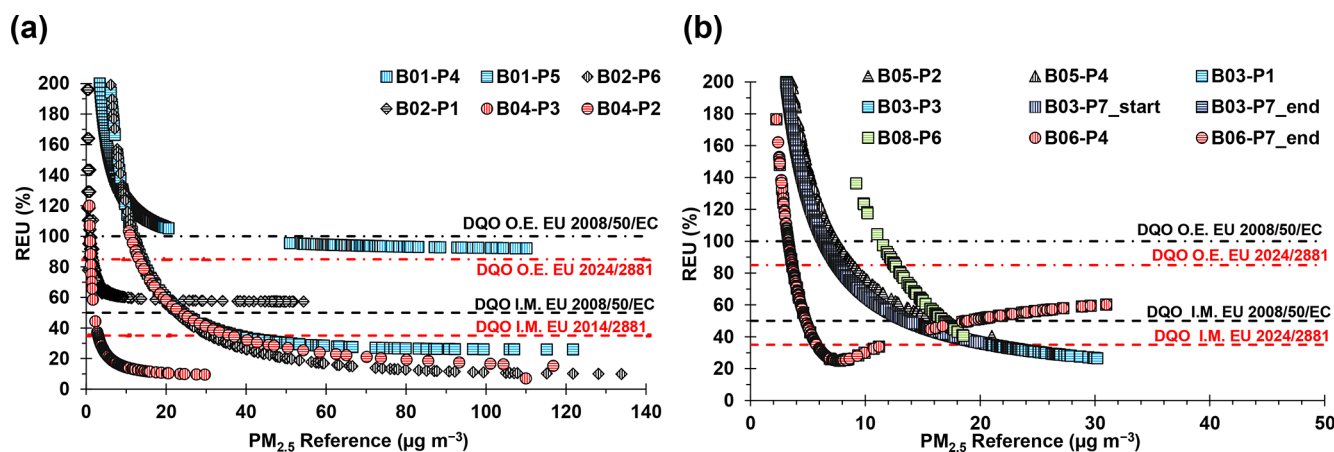 (a)
REU (%)
200
180
160
140
120
100
80
60
40
20
0
B01-P4 B01-P5 B02-P6
B02-P1 B04-P3 B04-P2
DQO O.E. EU 2008/50/EC
DQO O.E. EU 2024/2881
DQO I.M. EU 2008/50/EC
DQO I.M. EU 2014/2881
0 20 40 60 80 100 120 140
PM2.5 Reference (µg m−3)
(b)
REU (%)
200
180
160
140
120
100
80
60
40
20
0
B05-P2 B05-P4 B03-P1
B03-P3 B03-P7_start B03-P7_end
B08-P6 B06-P4 B06-P7_end
DQO O.E. EU 2008/50/EC
DQO O.E. EU 2024/2881
DQO I.M. EU 2008/50/EC
DQO I.M. EU 2024/2881
0 10 20 30 40 50
PM2.5 Reference (µg m−3)